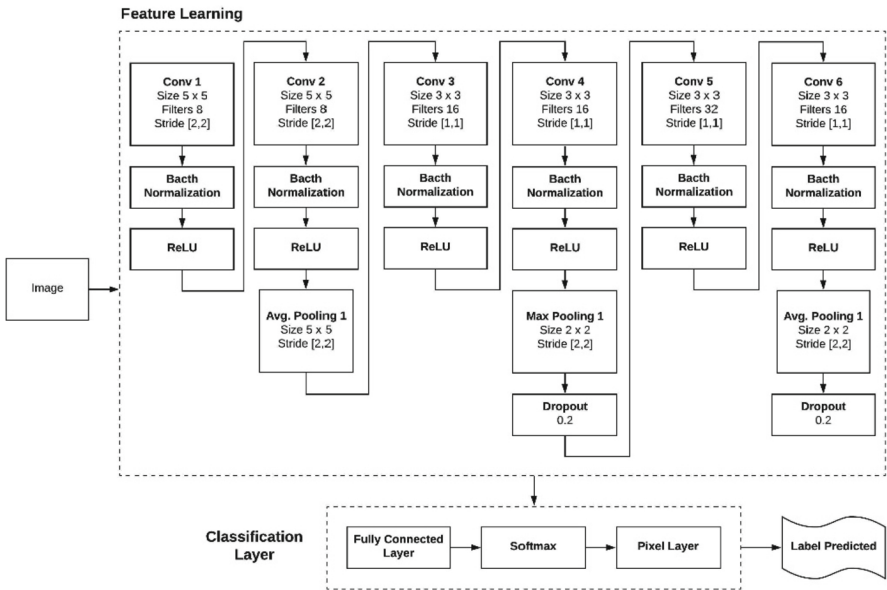 Feature Learning
Conv 1
Size 5 x 5
Filters 8
Stride [2,2]
Bacth
Normalization
ReLU
Conv 2
Size 5 x 5
Filters 8
Stride [2,2]
Bacth
Normalization
ReLU
Avg. Pooling 1
Size 5 x 5
Stride [2,2]
Conv 3
Size 3 x 3
Filters 16
Stride [1,1]
Bacth
Normalization
ReLU
Conv 4
Size 3 x 3
Filters 16
Stride [1,1]
Bacth
Normalization
ReLU
Max Pooling 1
Size 2 x 2
Stride [2,2]
Dropout
0.2
Conv 5
Size 3 x 3
Filters 32
Stride [1,1]
Bacth
Normalization
ReLU
Conv 6
Size 3 x 3
Filters 16
Stride [1,1]
Bacth
Normalization
ReLU
Avg. Pooling 1
Size 2 x 2
Stride [2,2]
Dropout
0.2
Image
Classification
Layer
Fully Connected
Layer
Softmax
Pixel Layer
Label Predicted